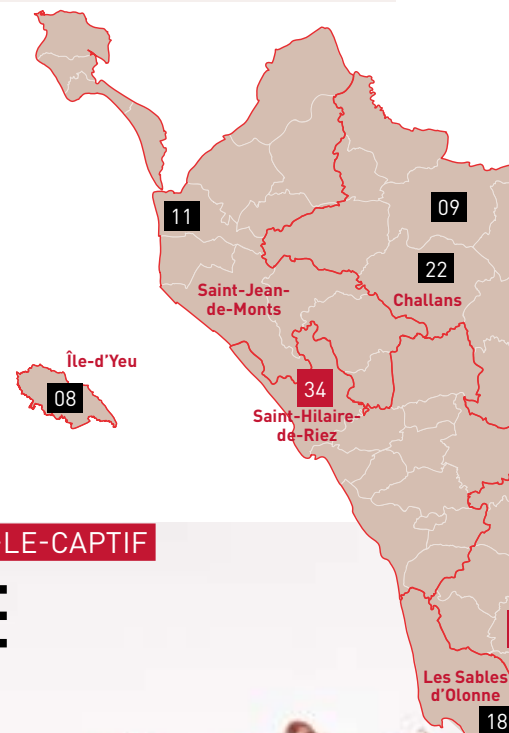 09
11
22
Saint-Jean-
de-Monts
Challans
Île-d'Yeu
08
34
Saint-Hilaire-
de-Riez
LE-CAPTIF
E
Les Sables
d'Olonne
18